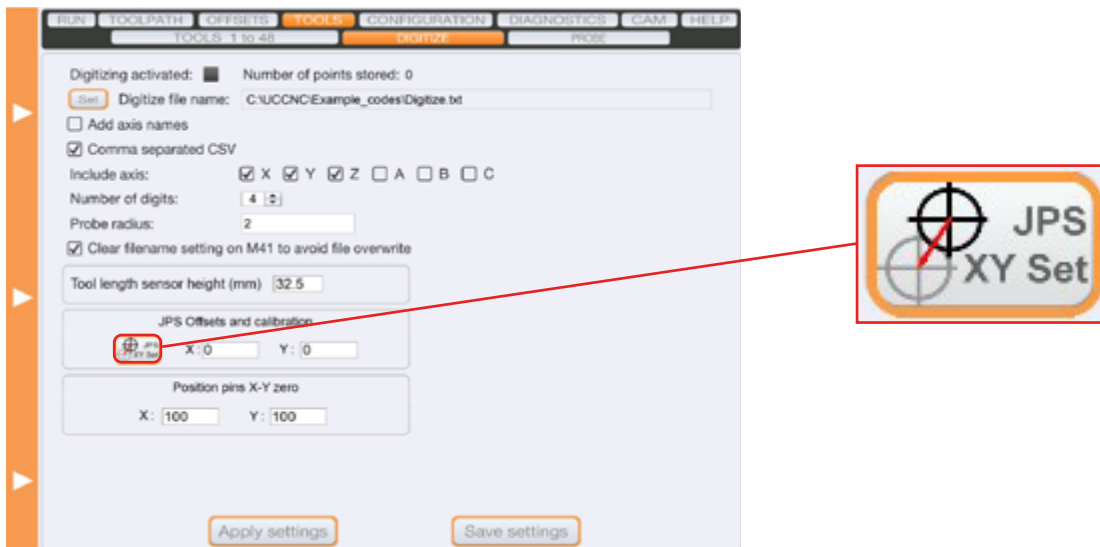 RUN TOOLPATH OFFSETS TOOLS CONFIGURATION DIAGNOSTICS CAM HELP
TOOLS 1 to 48 DIGITIZE PROBE
Digitizing activated: Number of points stored: 0
Set Digitize file name: C:\UCCNC\Example_codes\Digitize.txt
Add axis names
Comma separated CSV
Include axis: X Y Z A B C
Number of digits: 4
Probe radius: 2
Clear filename setting on M41 to avoid file overwrite
Tool length sensor height (mm) 32.5
JPS Offsets and calibration
JPS
XY Set X: 0 Y: 0
Position pins X-Y zero
X: 100 Y: 100
Apply settings Save settings
JPS
XY Set